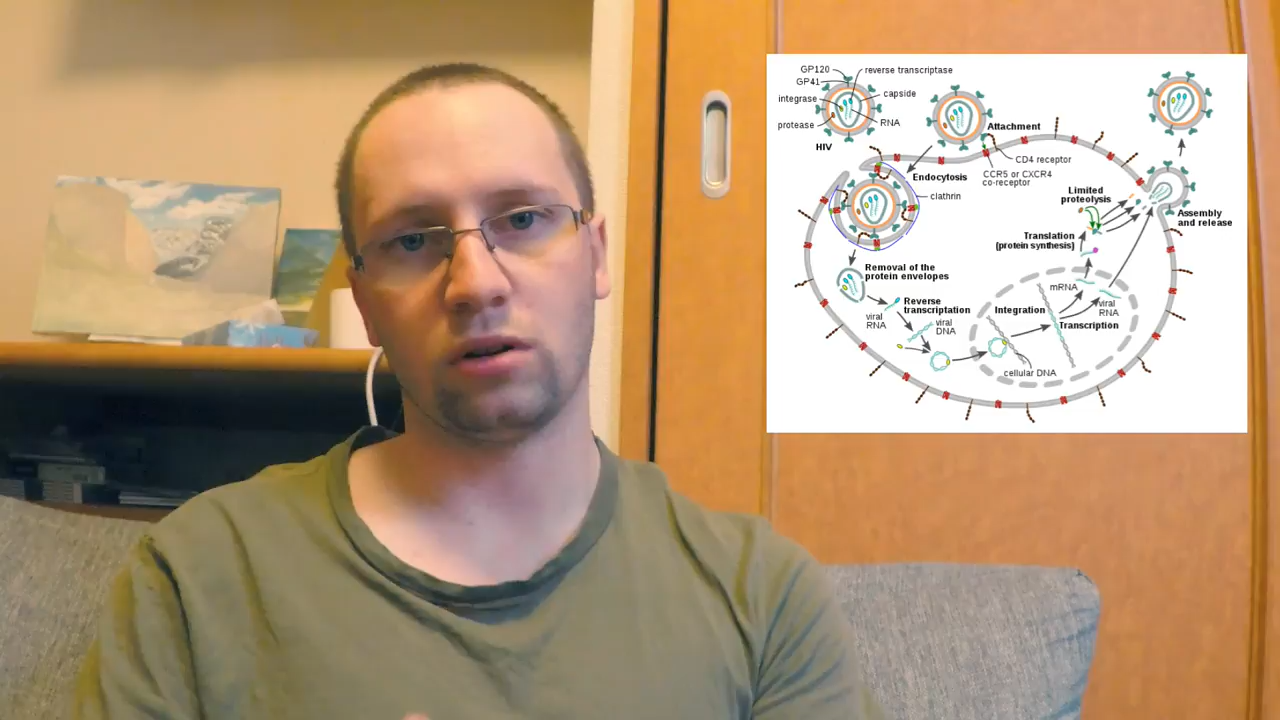 GP120
GP41
integrase
protease
reverse transcriptase
capside
RNA
HIV
Attachment
CD4 receptor
CCR5 or CXCR4
co-receptor
Endocytosis
clathrin
Removal of the
protein envelopes
viral
RNA
Reverse
transcription
viral
DNA
Integration
cellular DNA
Transcription
mRNA
viral
RNA
Translation
(protein synthesis)
Limited
proteolysis
Assembly
and release